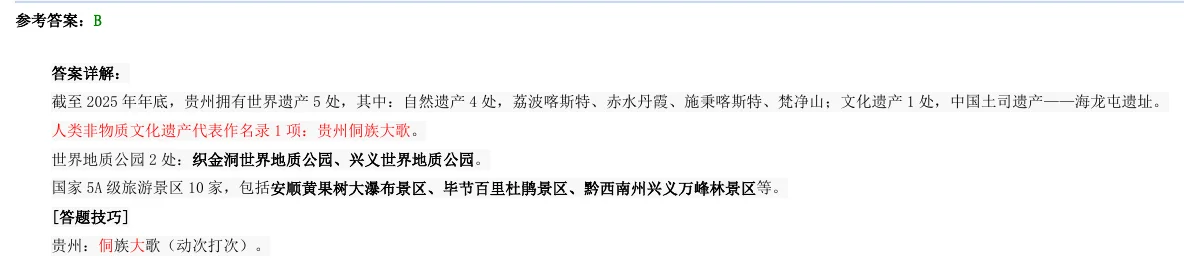 参考答案：B
答案详解：
截至 2025 年年底，贵州拥有世界遗产 5 处，其中：自然遗产 4 处，荔波喀斯特、赤水丹霞、施秉喀斯特、梵净山；文化遗产 1 处，中国土司遗产——海龙屯遗址。
人类非物质文化遗产代表作名录 1 项：贵州侗族大歌。
世界地质公园 2 处：织金洞世界地质公园、兴义世界地质公园。
国家 5A 级旅游景区 10 家，包括安顺黄果树大瀑布景区、毕节百里杜鹃景区、黔西南州兴义万峰林景区等。
[答题技巧]
贵州：侗族大歌（动次打次）。